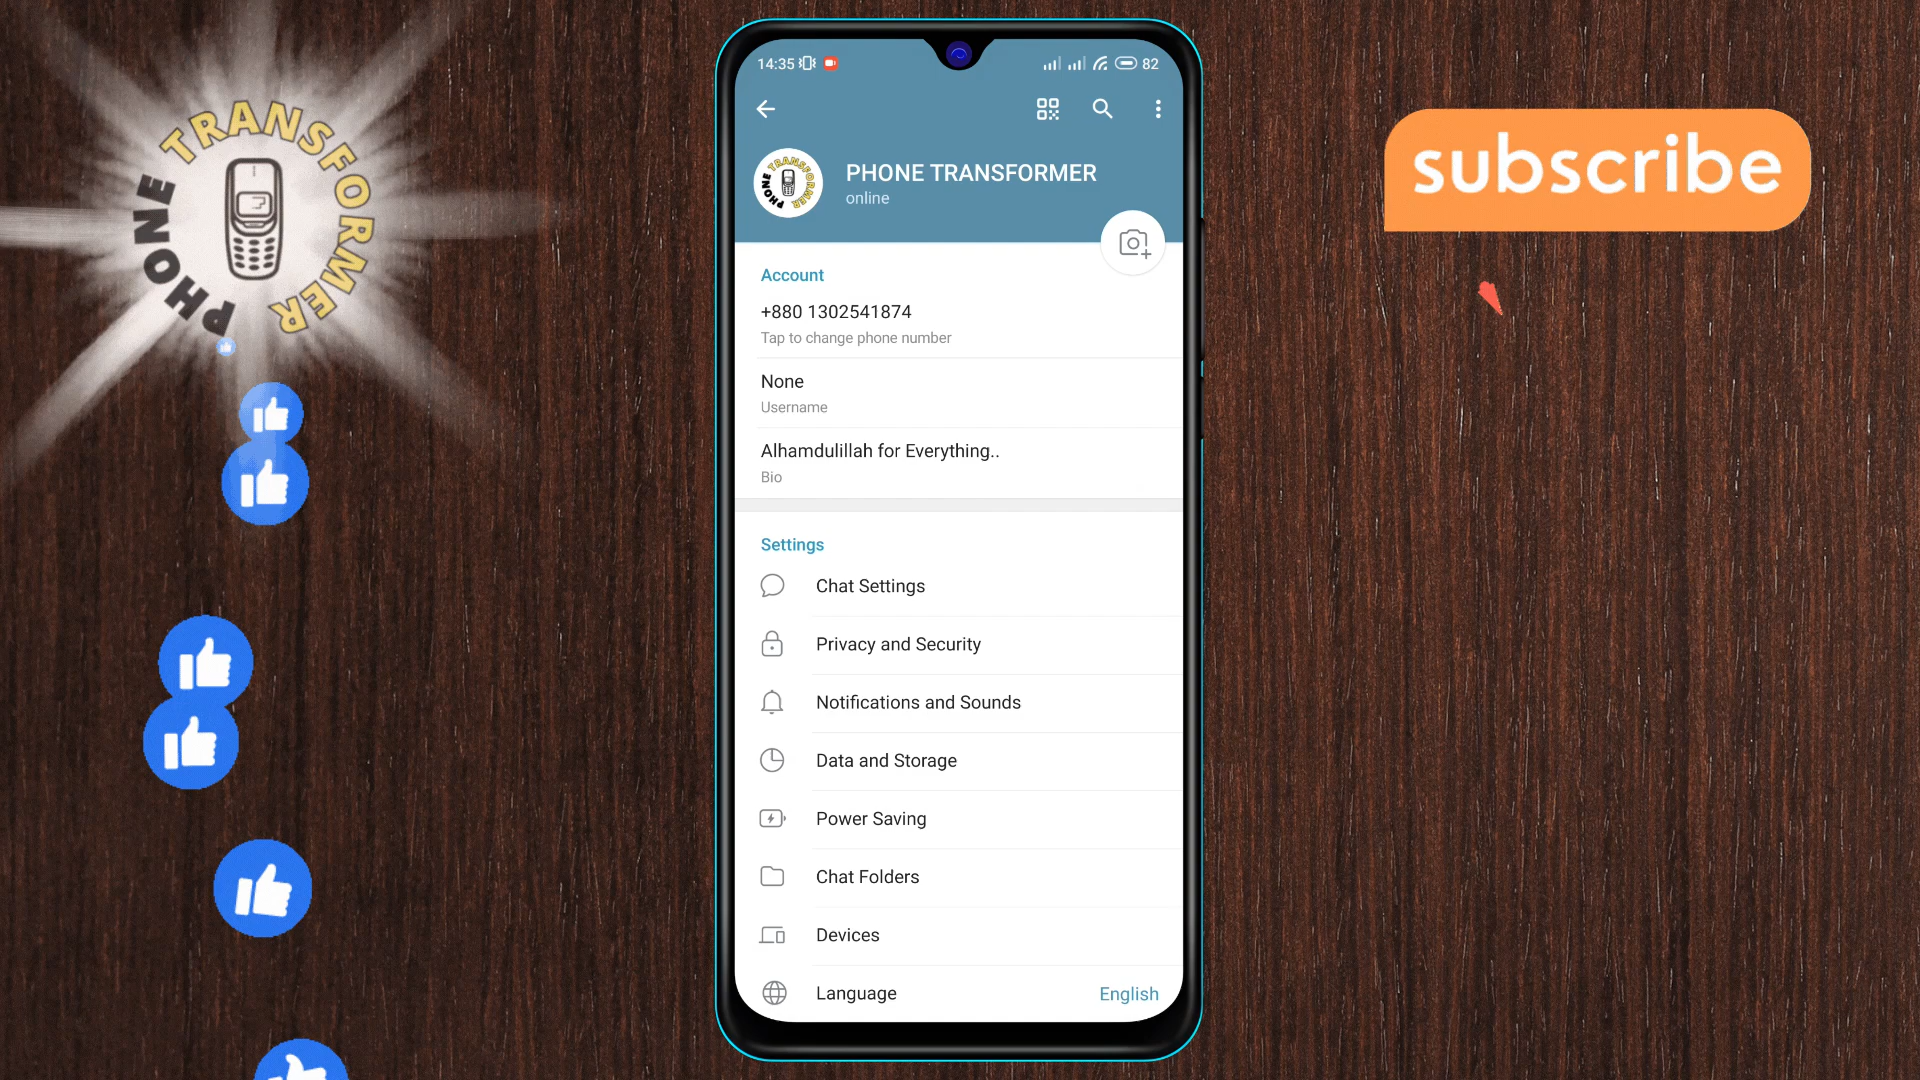 PHONE TRANSFORMER
subscribe
14:35
82
PHONE TRANSFORMER
PHONE TRANSFORMER
online
Account
+880 1302541874
Tap to change phone number
None
Username
Alhamdulillah for Everything..
Bio
Settings
Chat Settings
Privacy and Security
Notifications and Sounds
Data and Storage
Power Saving
Chat Folders
Devices
Language
English